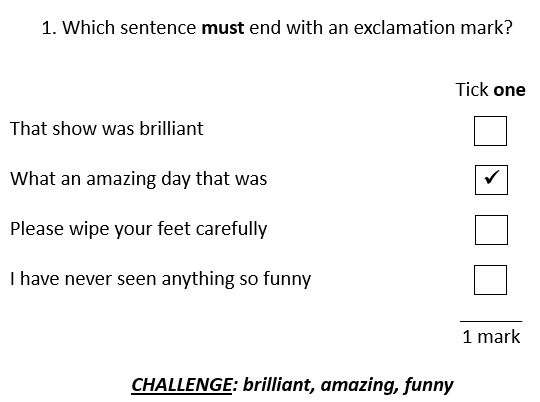 1. Which sentence must end with an exclamation mark?
Tick one
That show was brilliant
What an amazing day that was ✓
Please wipe your feet carefully
I have never seen anything so funny
1 mark
CHALLENGE: brilliant, amazing, funny